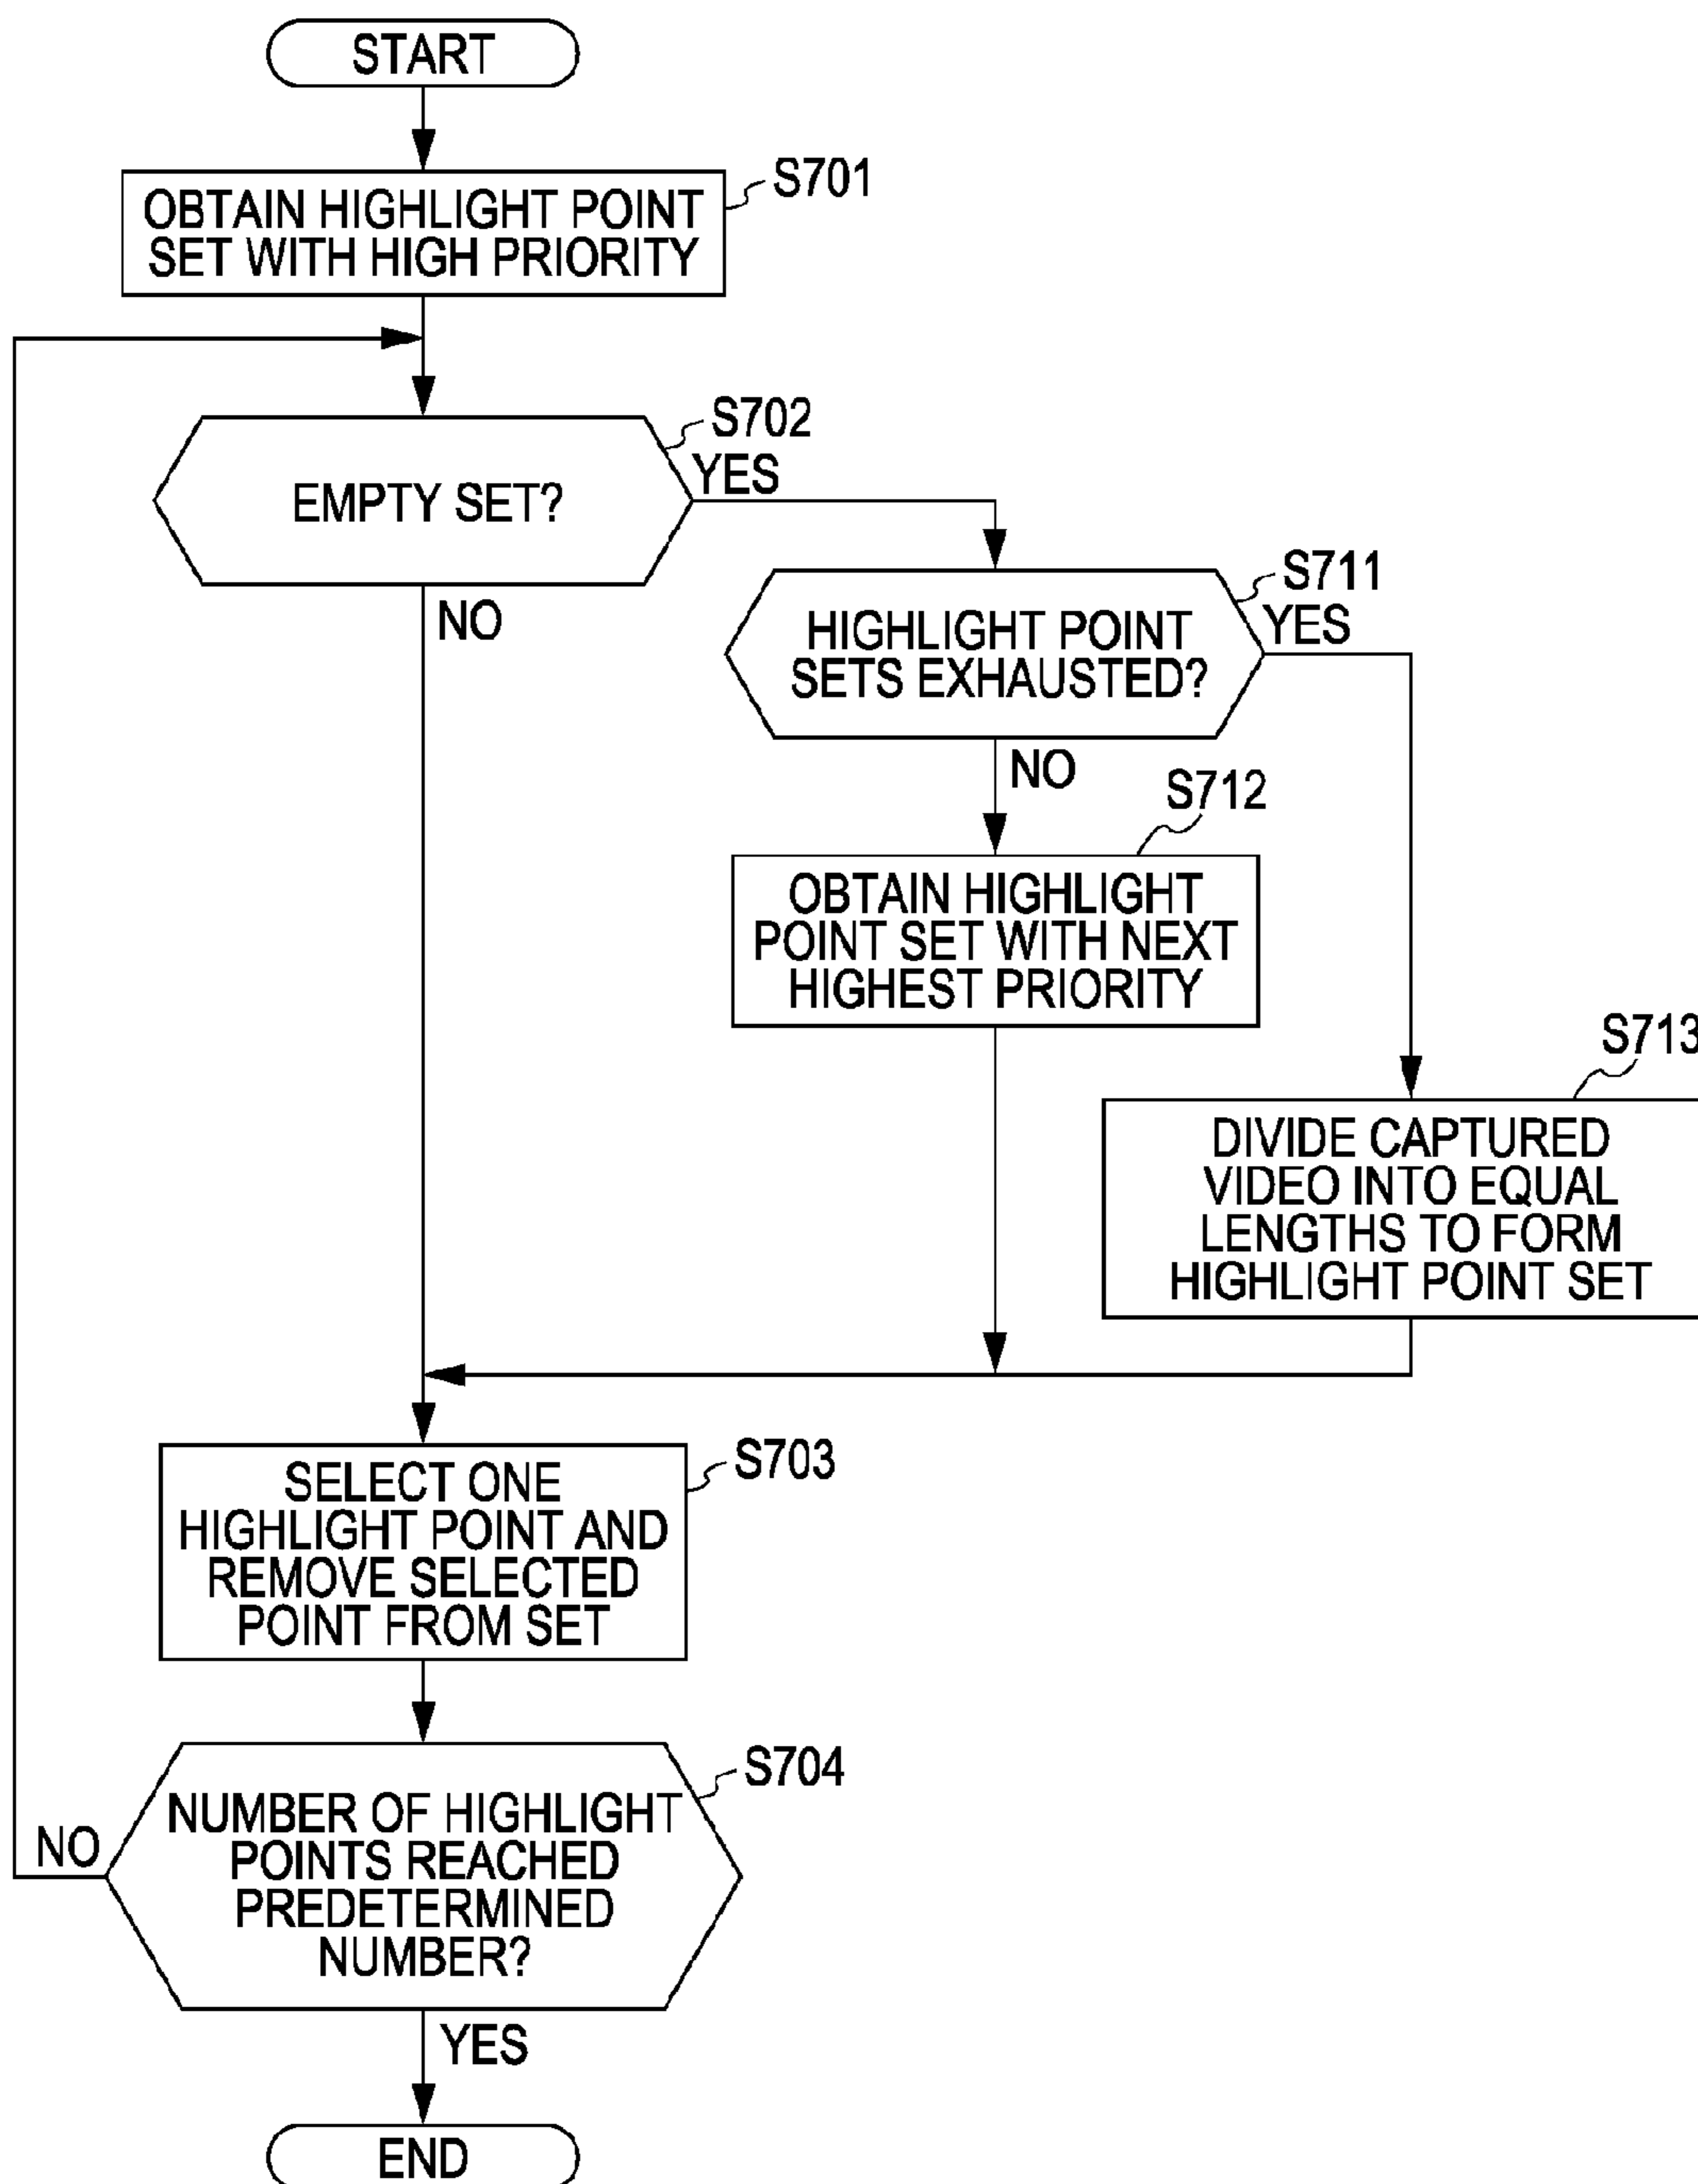 START
S701
OBTAIN HIGHLIGHT POINT
SET WITH HIGH PRIORITY
S702
YES
EMPTY SET?
NO
S711
YES
HIGHLIGHT POINT
SETS EXHAUSTED?
NO
S712
OBTAIN HIGHLIGHT
POINT SET WITH NEXT
HIGHEST PRIORITY
S713
DIVIDE CAPTURED
VIDEO INTO EQUAL
LENGTHS TO FORM
HIGHLIGHT POINT SET
S703
SELECT ONE
HIGHLIGHT POINT AND
REMOVE SELECTED
POINT FROM SET
S704
NUMBER OF HIGHLIGHT
POINTS REACHED
PREDETERMINED
NUMBER?
NO
YES
END